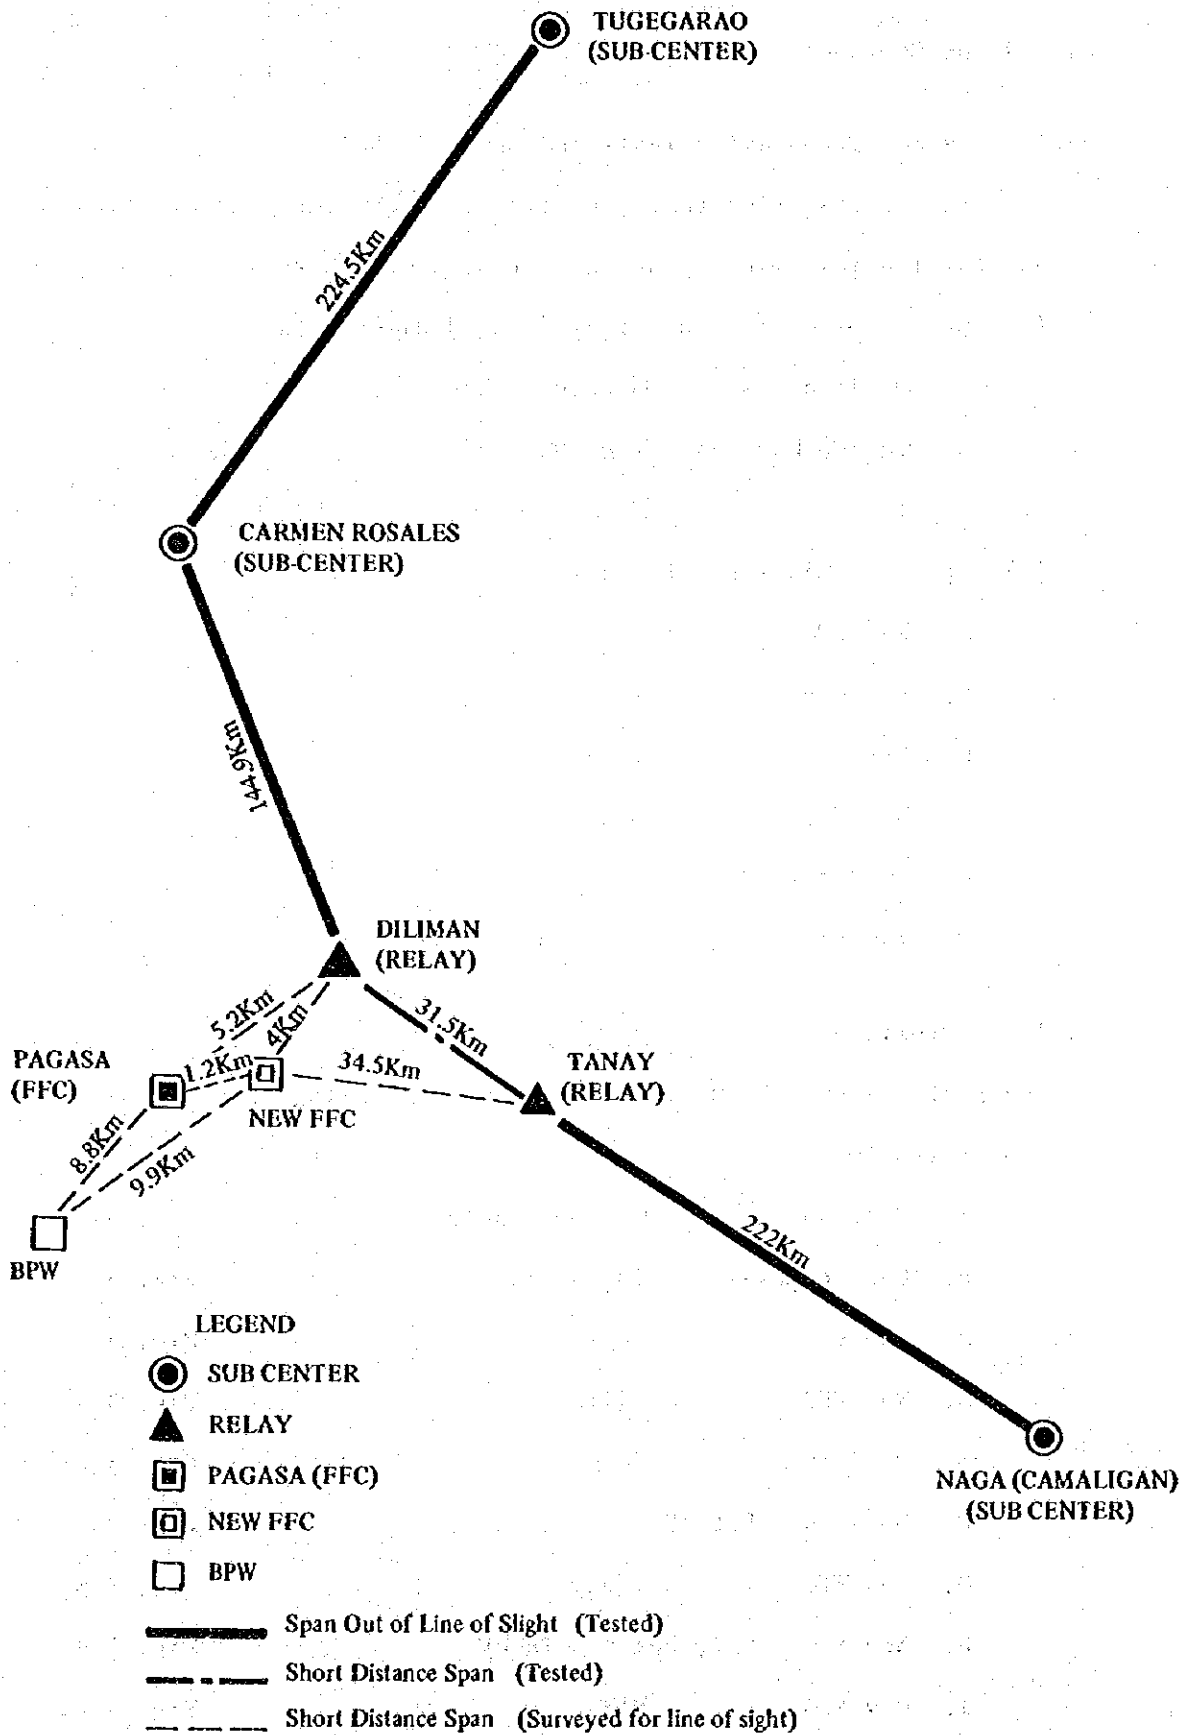 TUGEGARAO
(SUB-CENTER)
224.5Km
CARMEN ROSALES
(SUB-CENTER)
144.9Km
DILIMAN
(RELAY)
5.2Km
4Km
31.5Km
PAGASA
(FFC)
1.2Km
34.5Km
TANAY
(RELAY)
NEW FFC
8.8Km
9.9Km
222Km
BPW
LEGEND
SUB CENTER
RELAY
PAGASA (FFC)
NEW FFC
BPW
NAGA (CAMALIGAN)
(SUB CENTER)
Span Out of Line of Slight (Tested)
Short Distance Span (Tested)
Short Distance Span (Surveyed for line of sight)